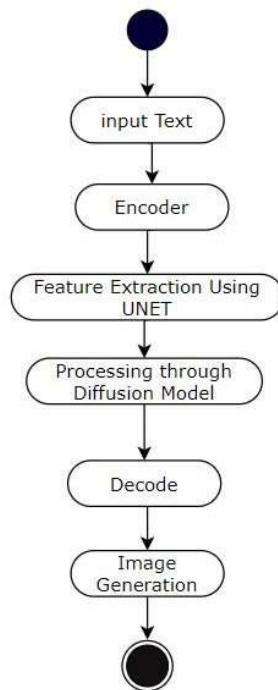 input Text
Encoder
Feature Extraction Using
UNET
Processing through
Diffusion Model
Decode
Image
Generation